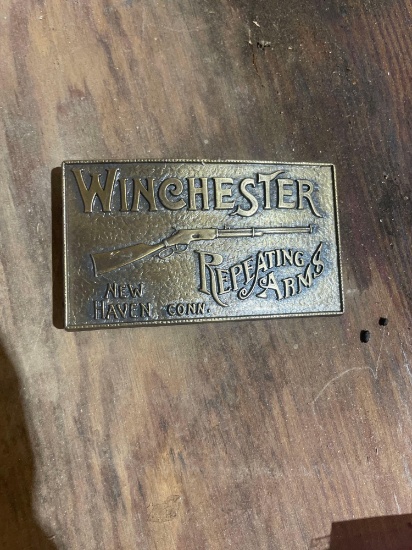 WINCHESTER
REPEATING
ARMS
NEW
HAVEN, CONN.